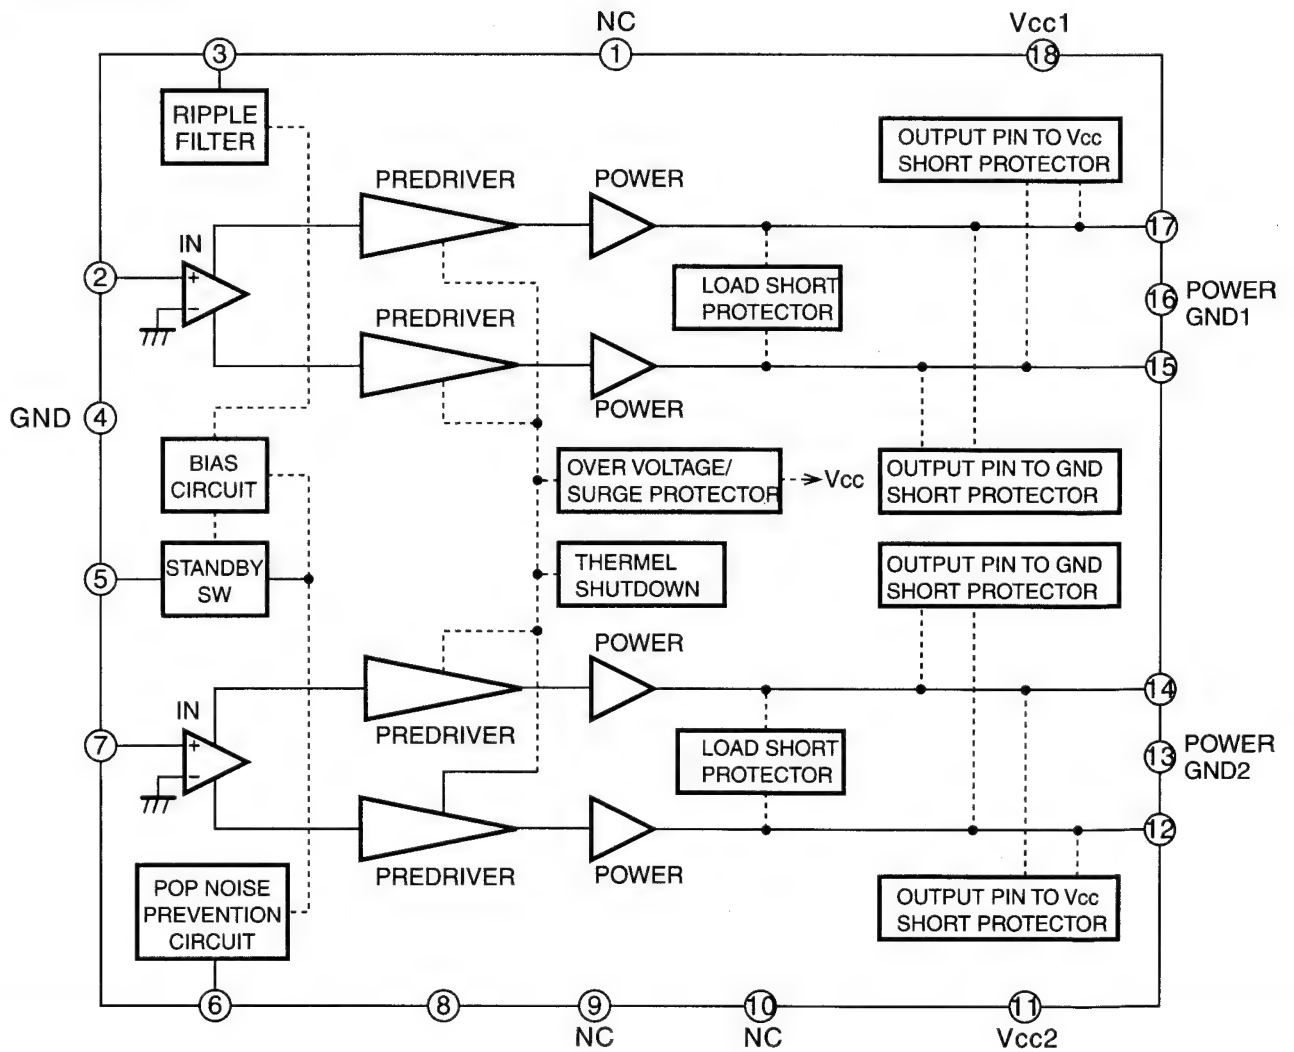 NC
Vcc1
3
1
18
RIPPLE
FILTER
OUTPUT PIN TO Vcc
SHORT PROTECTOR
PREDRIVER
POWER
17
IN
2
+
−
LOAD SHORT
PROTECTOR
16
POWER
GND1
PREDRIVER
15
POWER
GND
4
BIAS
CIRCUIT
OVER VOLTAGE/
SURGE PROTECTOR
Vcc
OUTPUT PIN TO GND
SHORT PROTECTOR
5
STANDBY
SW
THERMEL
SHUTDOWN
OUTPUT PIN TO GND
SHORT PROTECTOR
POWER
14
IN
7
+
−
PREDRIVER
LOAD SHORT
PROTECTOR
13
POWER
GND2
12
PREDRIVER
POWER
POP NOISE
PREVENTION
CIRCUIT
OUTPUT PIN TO Vcc
SHORT PROTECTOR
6
8
9
10
11
NC
NC
Vcc2